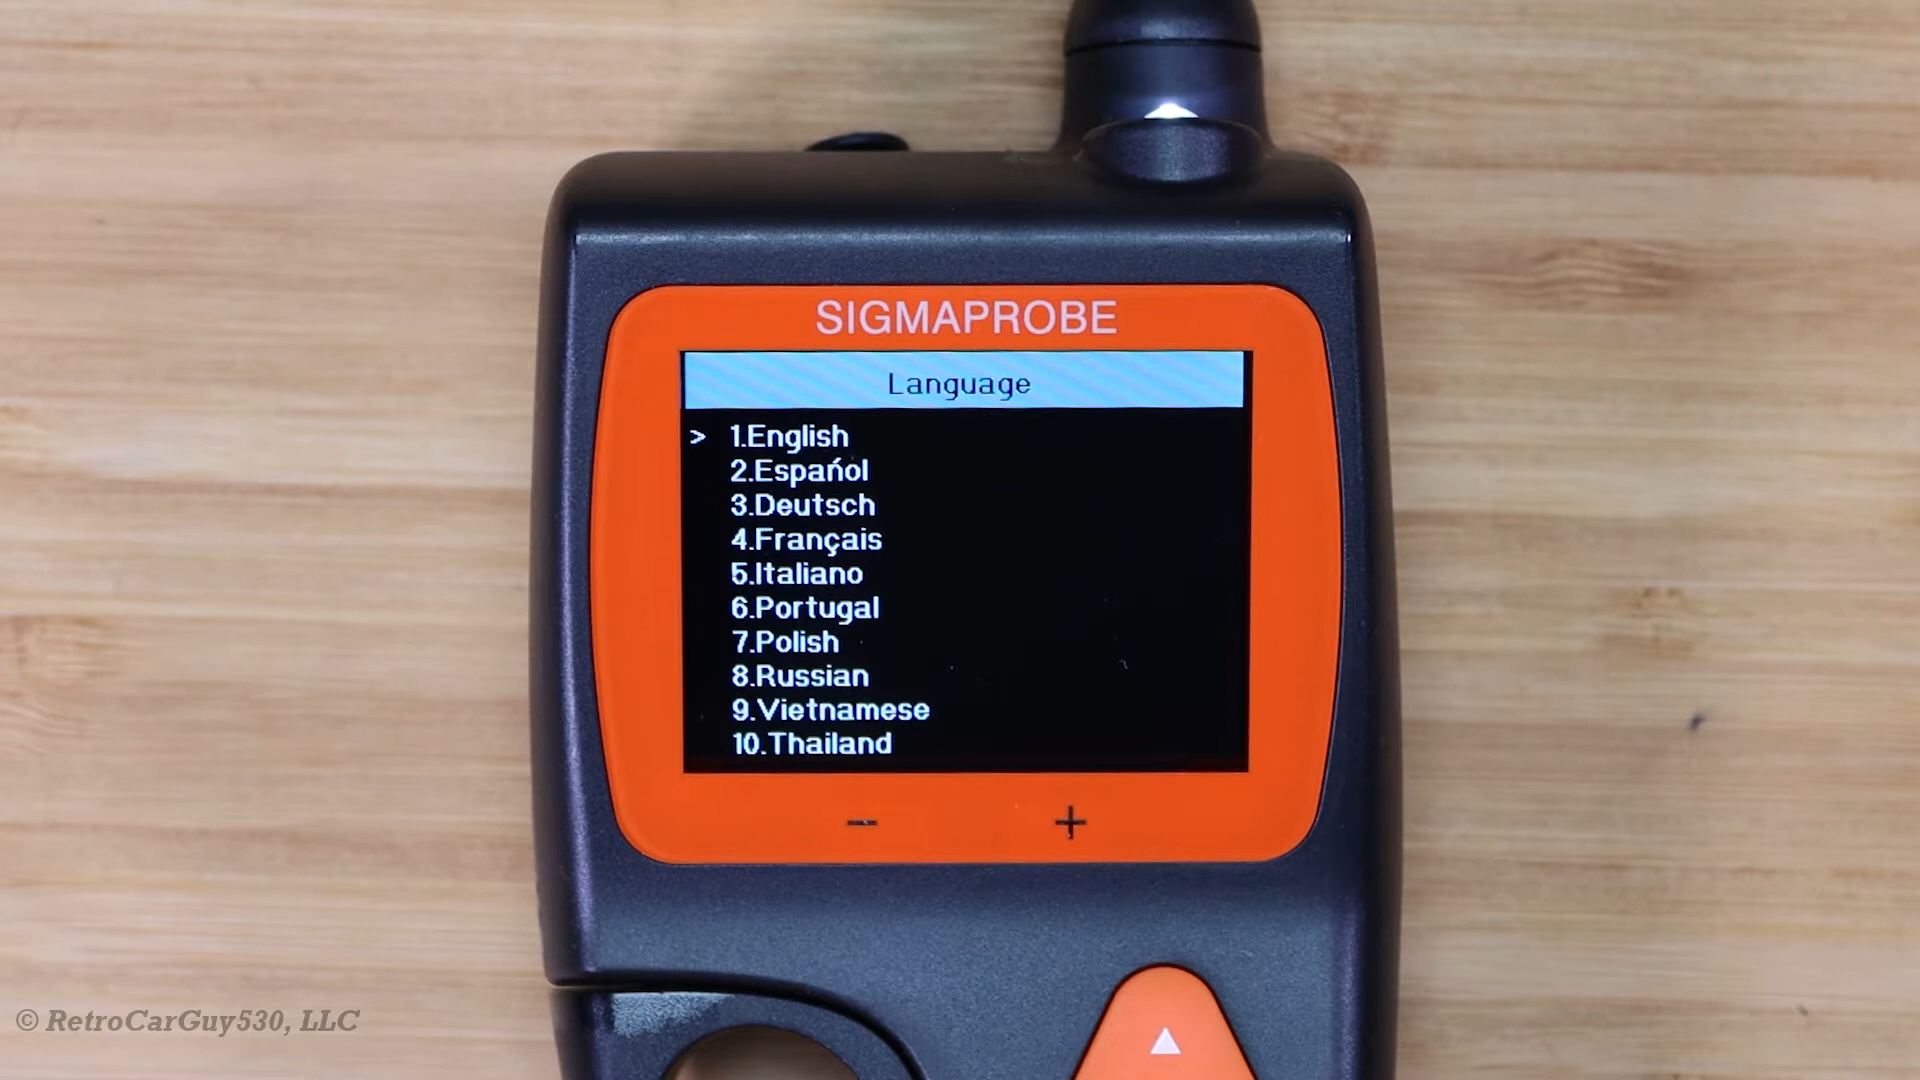 SIGMAPROBE
Language
> 1.English
2.Espańol
3.Deutsch
4.Français
5.Italiano
6.Portugal
7.Polish
8.Russian
9.Vietnamese
10.Thailand
− +
© RetroCarGuy530, LLC